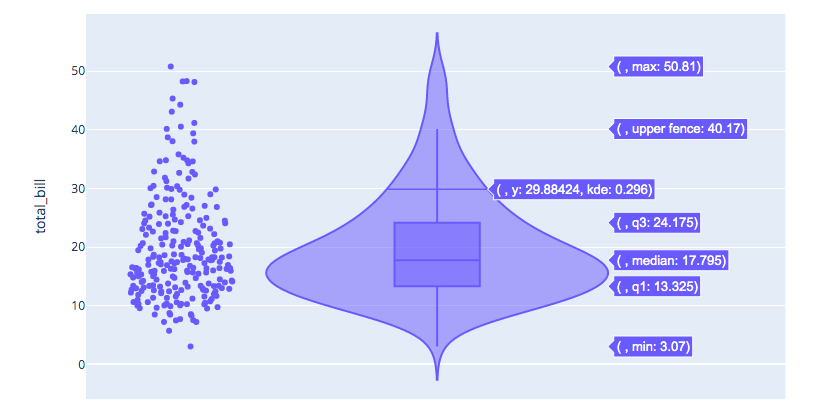 total_bill
50
40
30
20
10
0
( , max: 50.81)
( , upper fence: 40.17)
( , y: 29.88424, kde: 0.296)
( , q3: 24.175)
( , median: 17.795)
( , q1: 13.325)
( , min: 3.07)